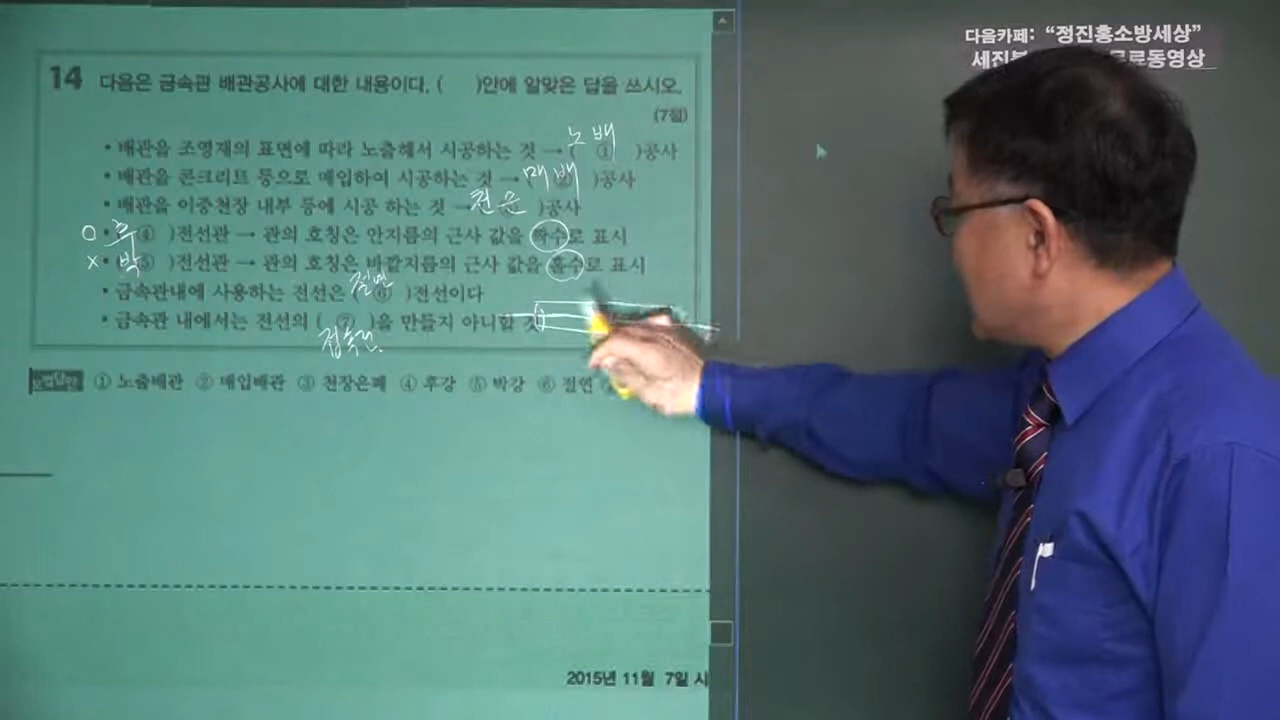 다음카페: "정진홍소방세상"
세진북 무료동영상
14 다음은 금속관 배관공사에 대한 내용이다. ( )안에 알맞은 답을 쓰시오.
(7점)
노 배
• 배관을 조영재의 표면에 따라 노출해서 시공하는 것 → ① )공사
매 배
• 배관을 콘크리트 등으로 매입하여 시공하는 것 → ( )공사
천 은
• 배관을 이중천장 내부 등에 시공 하는 것 → )공사
○ 후
• ④ )전선관 → 관의 호칭은 안지름의 근사 값을 짝수로 표시
× 박
• ( ⑤ )전선관 → 관의 호칭은 바깥지름의 근사 값을 홀수로 표시
절연
• 금속관내에 사용하는 전선은 ( ⑥ )전선이다
• 금속관 내에서는 전선의 ( ⑦ )을 만들지 아니할 것
접속점
① 노출배관 ② 매입배관 ③ 천장은폐 ④ 후강 ⑤ 박강 ⑥ 절연
2015년 11월 7일 시